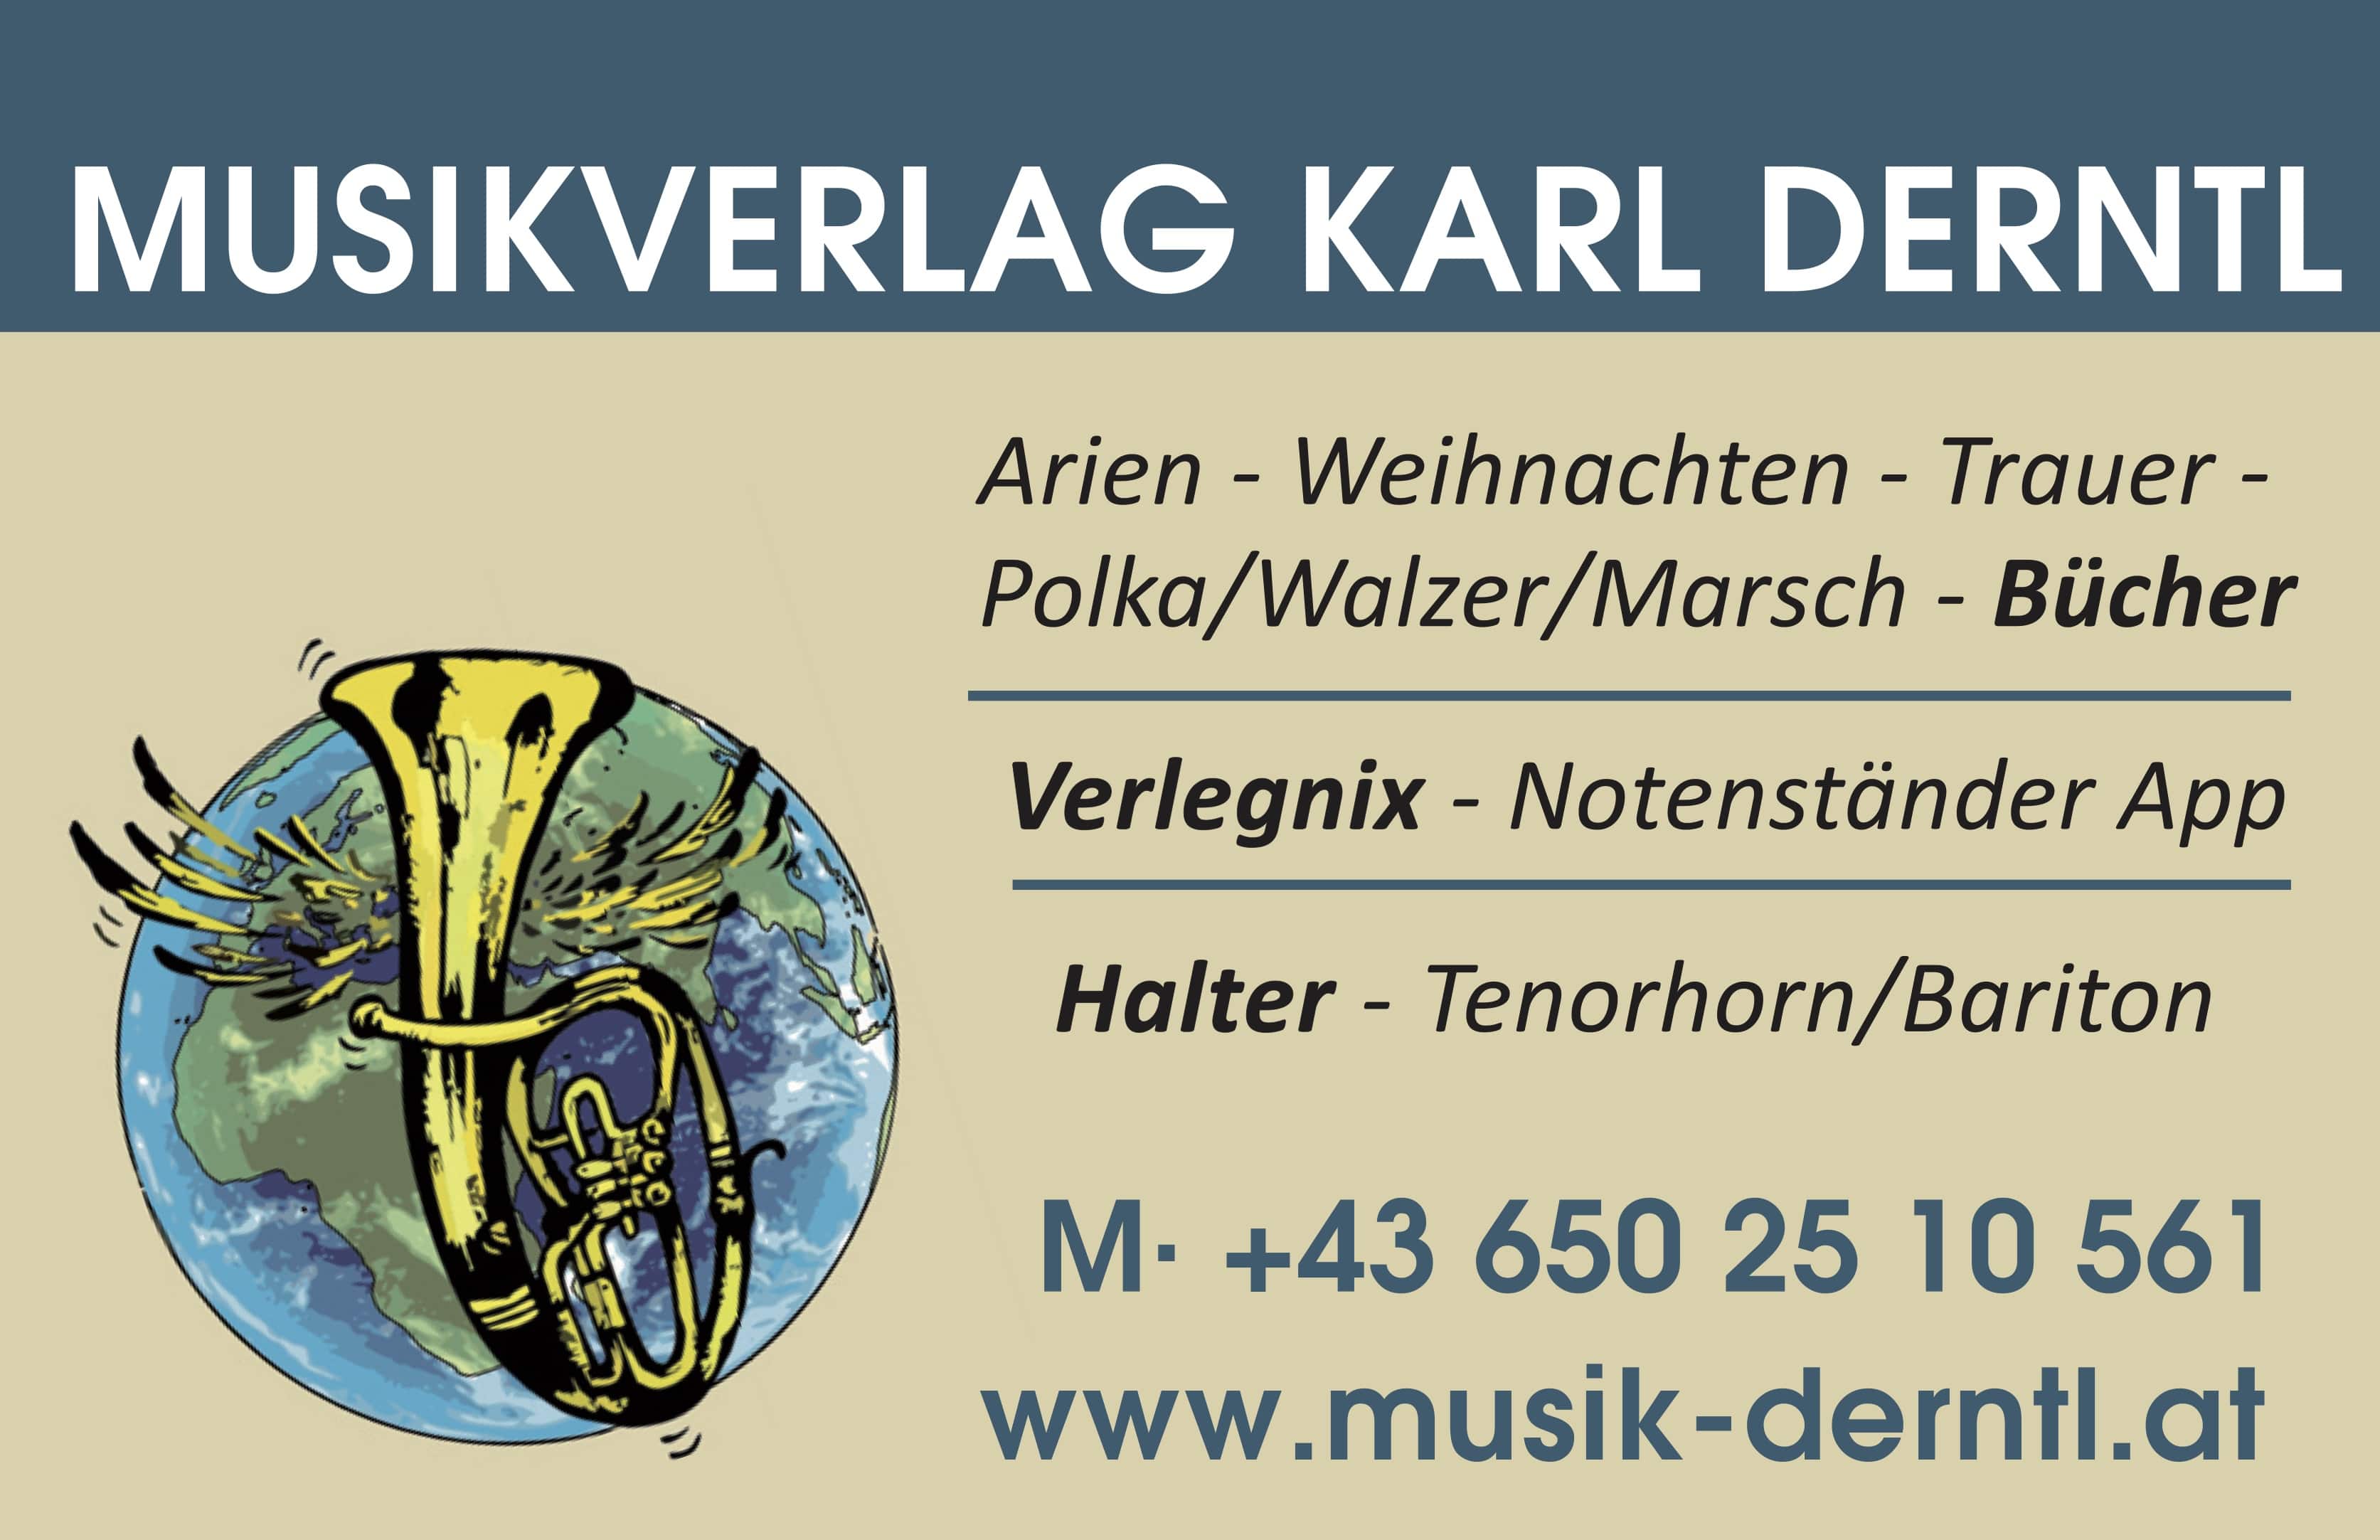 MUSIKVERLAG KARL DERNTL
Arien - Weihnachten - Trauer -
Polka/Walzer/Marsch - Bücher
Verlegnix - Notenständer App
Halter - Tenorhorn/Bariton
M· +43 650 25 10 561
www.musik-derntl.at